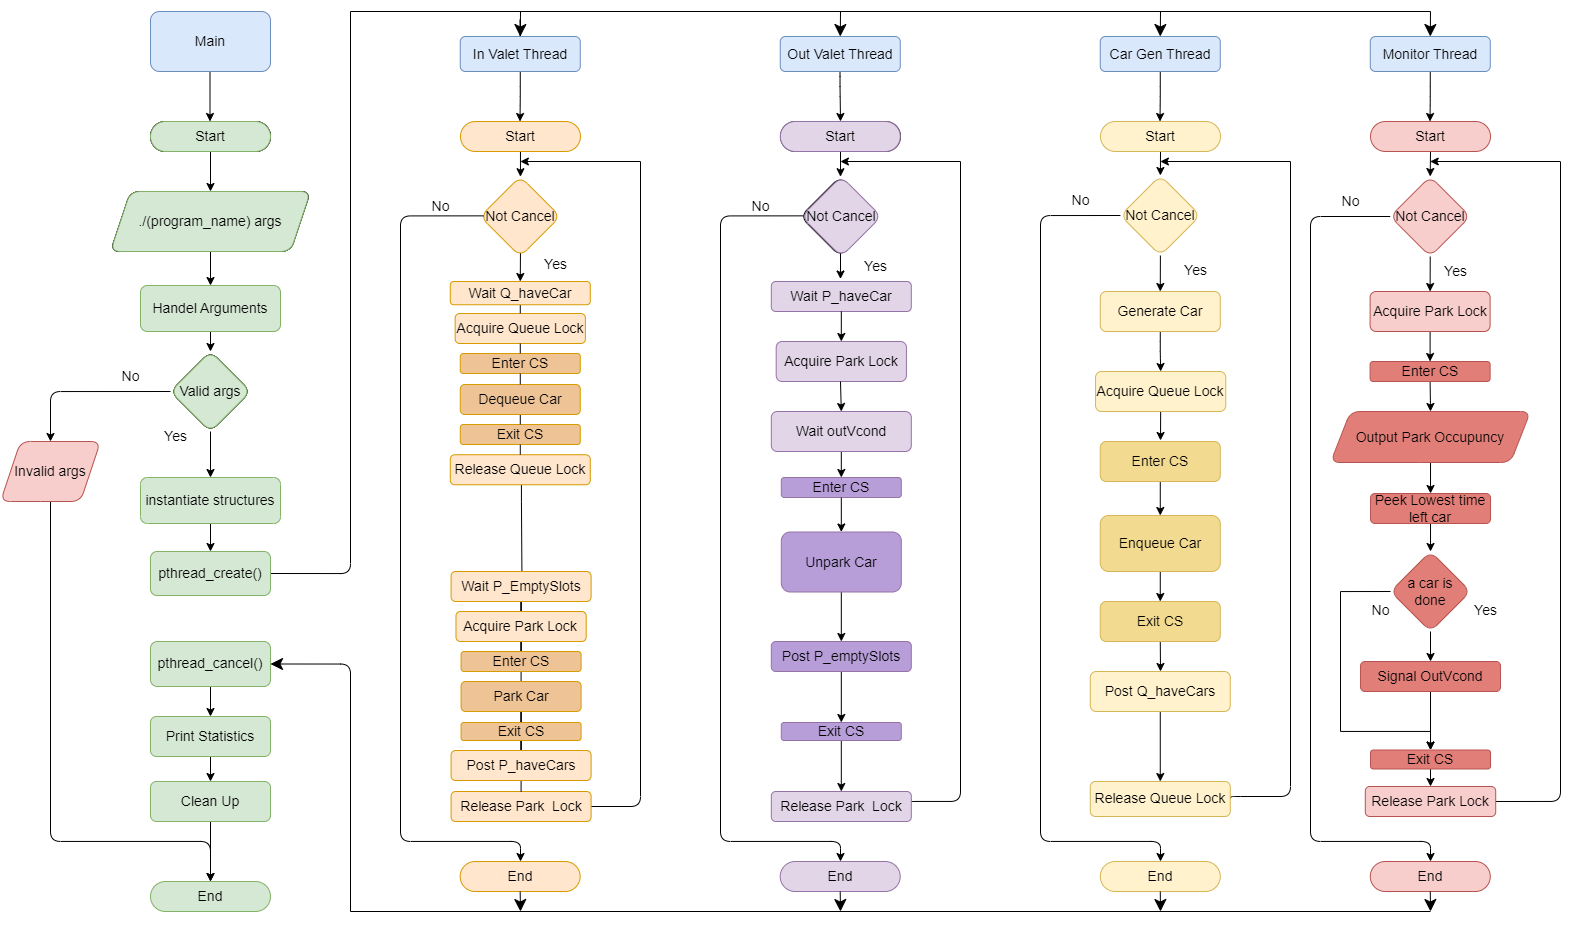 Main
Start
./(program_name) args
Handel Arguments
Valid args
No
Yes
Invalid args
instantiate structures
pthread_create()
pthread_cancel()
Print Statistics
Clean Up
End
In Valet Thread
Start
Not Cancel
No
Yes
Wait Q_haveCar
Acquire Queue Lock
Enter CS
Dequeue Car
Exit CS
Release Queue Lock
Wait P_EmptySlots
Acquire Park Lock
Enter CS
Park Car
Exit CS
Post P_haveCars
Release Park Lock
End
Out Valet Thread
Start
Not Cancel
No
Yes
Wait P_haveCar
Acquire Park Lock
Wait outVcond
Enter CS
Unpark Car
Post P_emptySlots
Exit CS
Release Park Lock
End
Car Gen Thread
Start
Not Cancel
No
Yes
Generate Car
Acquire Queue Lock
Enter CS
Enqueue Car
Exit CS
Post Q_haveCars
Release Queue Lock
End
Monitor Thread
Start
Not Cancel
No
Yes
Acquire Park Lock
Enter CS
Output Park Occupuncy
Peek Lowest time
left car
a car is
done
No
Yes
Signal OutVcond
Exit CS
Release Park Lock
End